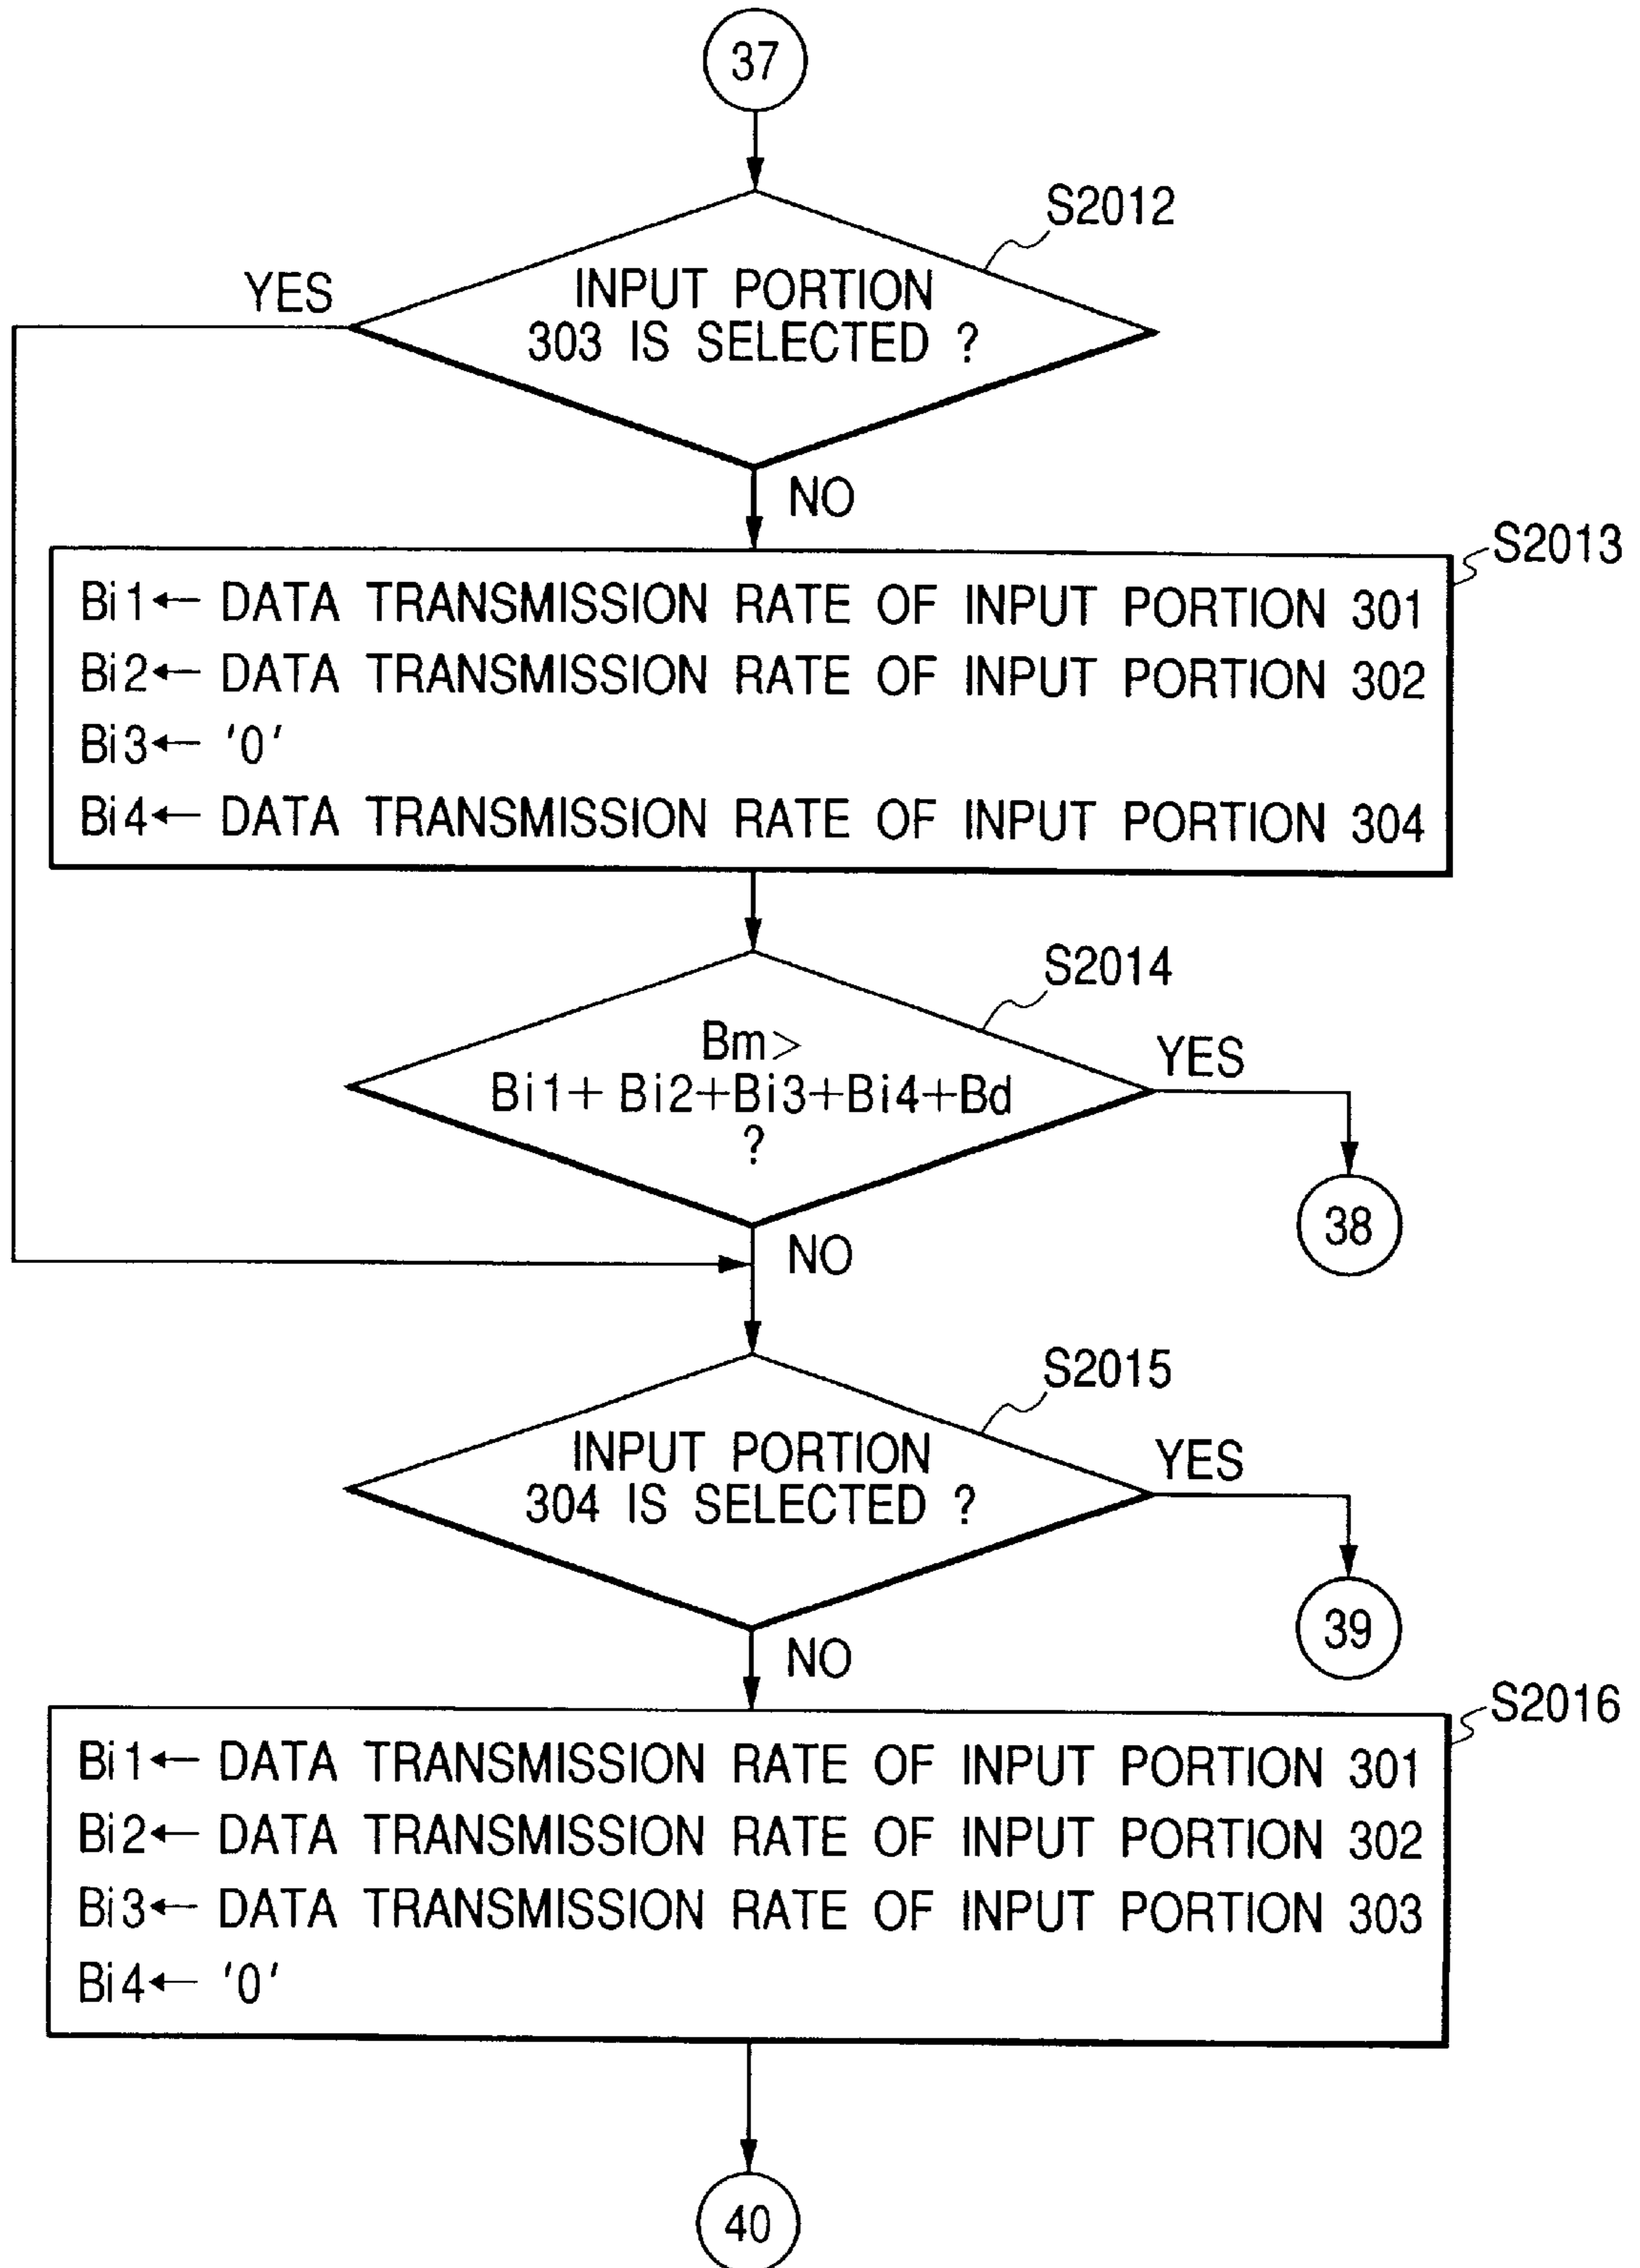 37
S2012
YES
INPUT PORTION
303 IS SELECTED ?
NO
S2013
Bi1← DATA TRANSMISSION RATE OF INPUT PORTION 301
Bi2← DATA TRANSMISSION RATE OF INPUT PORTION 302
Bi3← '0'
Bi4← DATA TRANSMISSION RATE OF INPUT PORTION 304
S2014
Bm>
Bi1+ Bi2+Bi3+Bi4+Bd
?
YES
38
NO
S2015
INPUT PORTION
304 IS SELECTED ?
YES
39
NO
S2016
Bi1← DATA TRANSMISSION RATE OF INPUT PORTION 301
Bi2← DATA TRANSMISSION RATE OF INPUT PORTION 302
Bi3← DATA TRANSMISSION RATE OF INPUT PORTION 303
Bi4← '0'
40